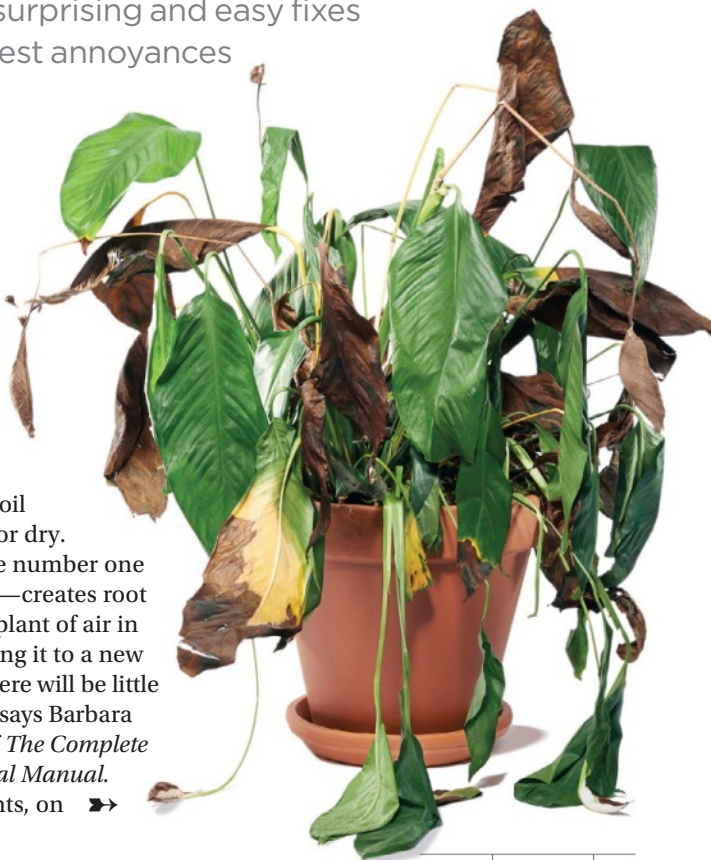 surprising and easy fixes
est annoyances
oil
or dry.
e number one
—creates root
plant of air in
ng it to a new
ere will be little
says Barbara
f The Complete
al Manual.
nts, on